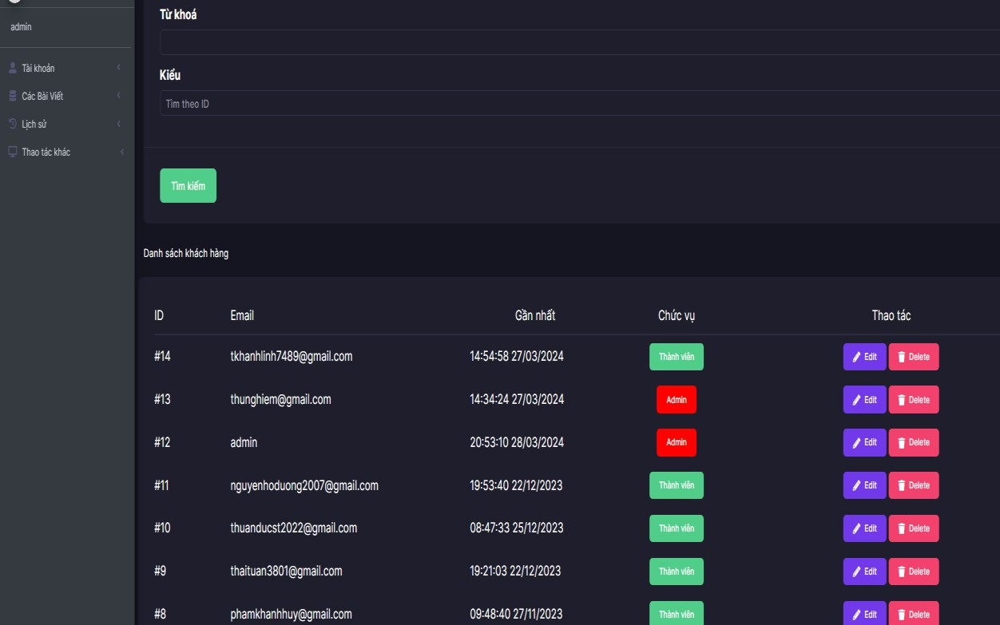 admin
Tài khoản
Các Bài Viết
Lịch sử
Thao tác khác
Từ khoá
Kiểu
Tìm theo ID
Tìm kiếm
Danh sách khách hàng
ID Email Gần nhất Chức vụ Thao tác
#14 tkhanhlinh7489@gmail.com 14:54:58 27/03/2024 Thành viên Edit Delete
#13 thunghiem@gmail.com 14:34:24 27/03/2024 Admin Edit Delete
#12 admin 20:53:10 28/03/2024 Admin Edit Delete
#11 nguyenhoduong2007@gmail.com 19:53:40 22/12/2023 Thành viên Edit Delete
#10 thuanducst2022@gmail.com 08:47:33 25/12/2023 Thành viên Edit Delete
#9 thaituan3801@gmail.com 19:21:03 22/12/2023 Thành viên Edit Delete
#8 phamkhanhhuy@gmail.com 09:48:40 27/11/2023 Thành viên Edit Delete